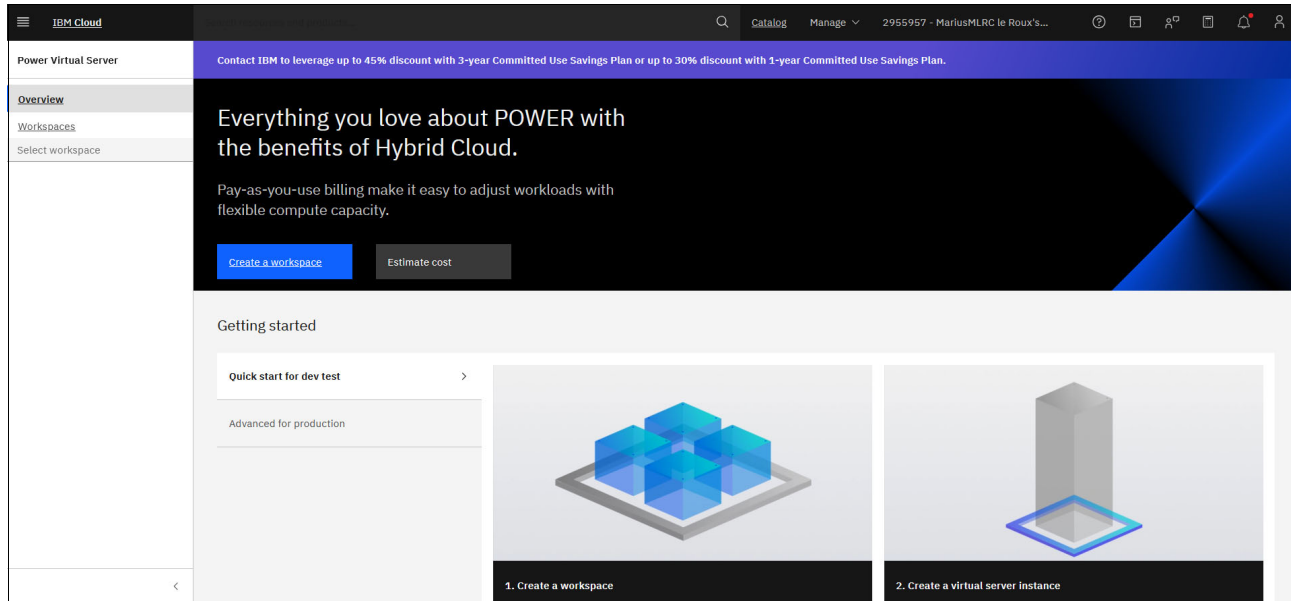 IBM Cloud
Catalog
Manage
2955957 - MariusMLRC le Roux's...
Power Virtual Server
Contact IBM to leverage up to 45% discount with 3-year Committed Use Savings Plan or up to 30% discount with 1-year Committed Use Savings Plan.
Overview
Workspaces
Select workspace
Everything you love about POWER with
the benefits of Hybrid Cloud.
Pay-as-you-use billing make it easy to adjust workloads with
flexible compute capacity.
Create a workspace
Estimate cost
Getting started
Quick start for dev test
Advanced for production
1. Create a workspace
2. Create a virtual server instance